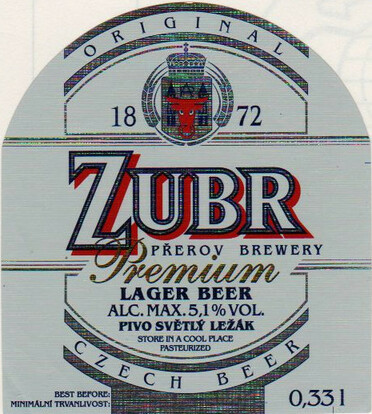 ORIGINAL
18 72
ZUBR
PŘEROV BREWERY
Premium
LAGER BEER
ALC. MAX. 5,1% VOL.
PIVO SVĚTLÝ LEŽÁK
STORE IN A COOL PLACE
PASTEURIZED
CZECH BEER
BEST BEFORE:
MINIMÁLNÍ TRVANLIVOST:
0,33 l